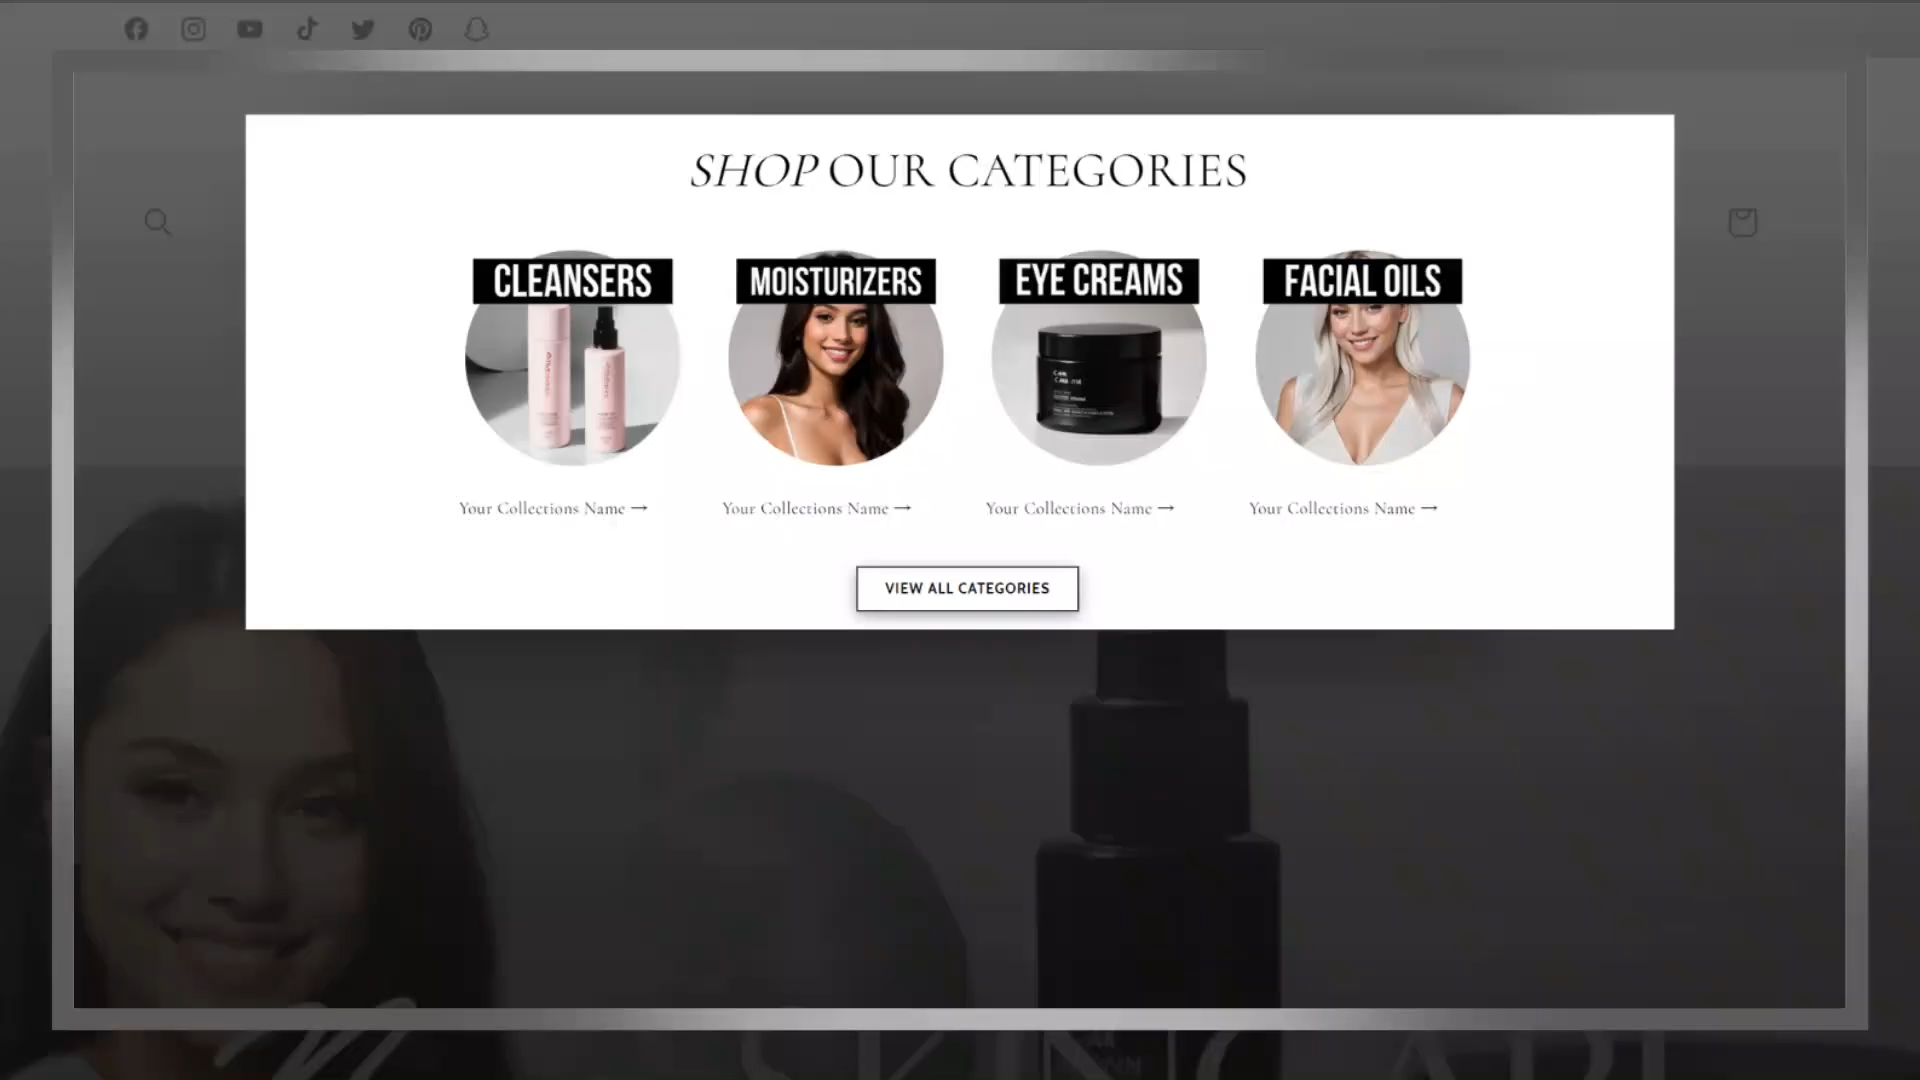 SHOP OUR CATEGORIES
CLEANSERS
MOISTURIZERS
EYE CREAMS
FACIAL OILS
Your Collections Name →
Your Collections Name →
Your Collections Name →
Your Collections Name →
VIEW ALL CATEGORIES